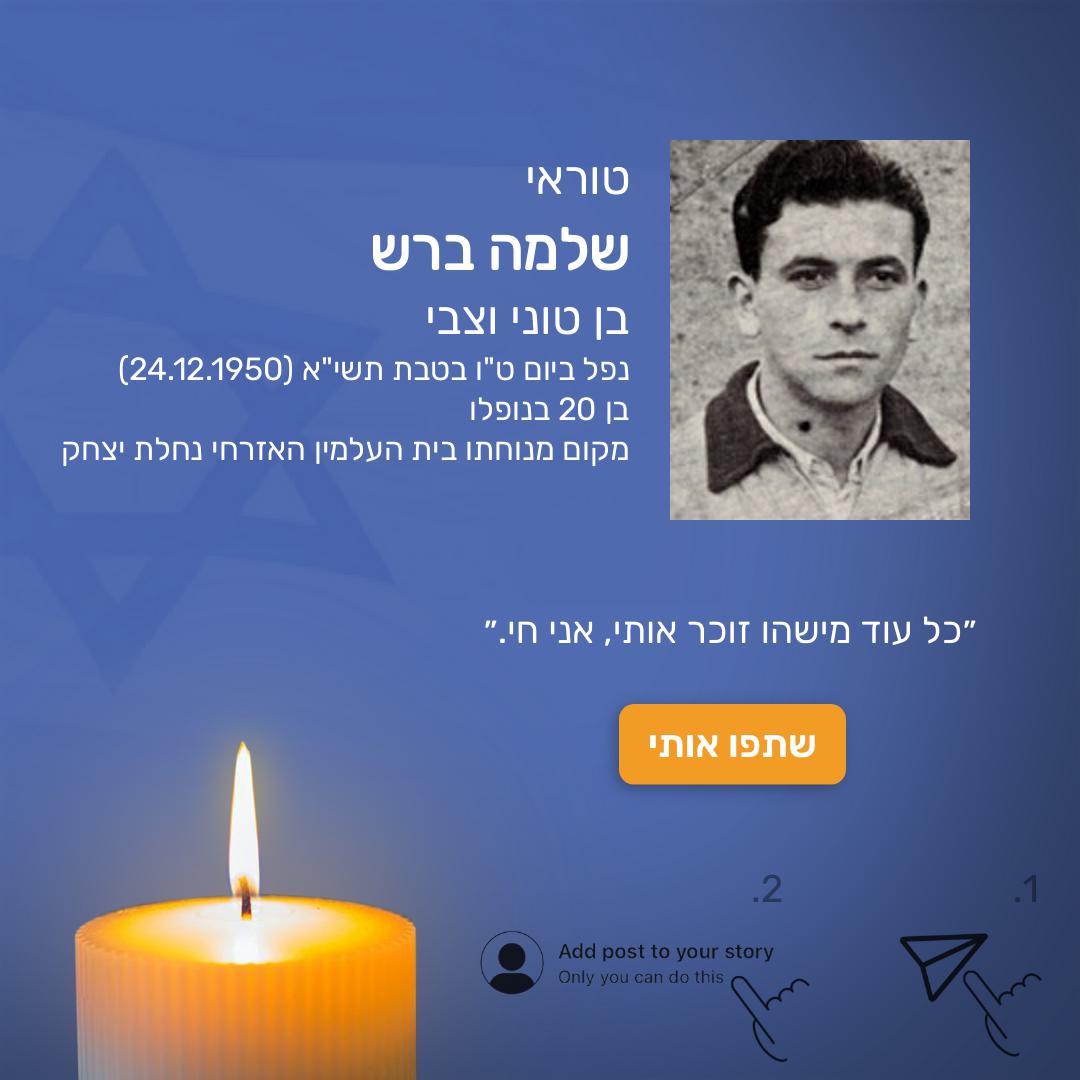 טוראי
שלמה ברש
בן טוני וצבי
נפל ביום ט"ו בטבת תשי"א (24.12.1950)
בן 20 בנופלו
מקום מנוחתו בית העלמין האזרחי נחלת יצחק
״כל עוד מישהו זוכר אותי, אני חי.״
שתפו אותי
.1
.2
Add post to your story
Only you can do this